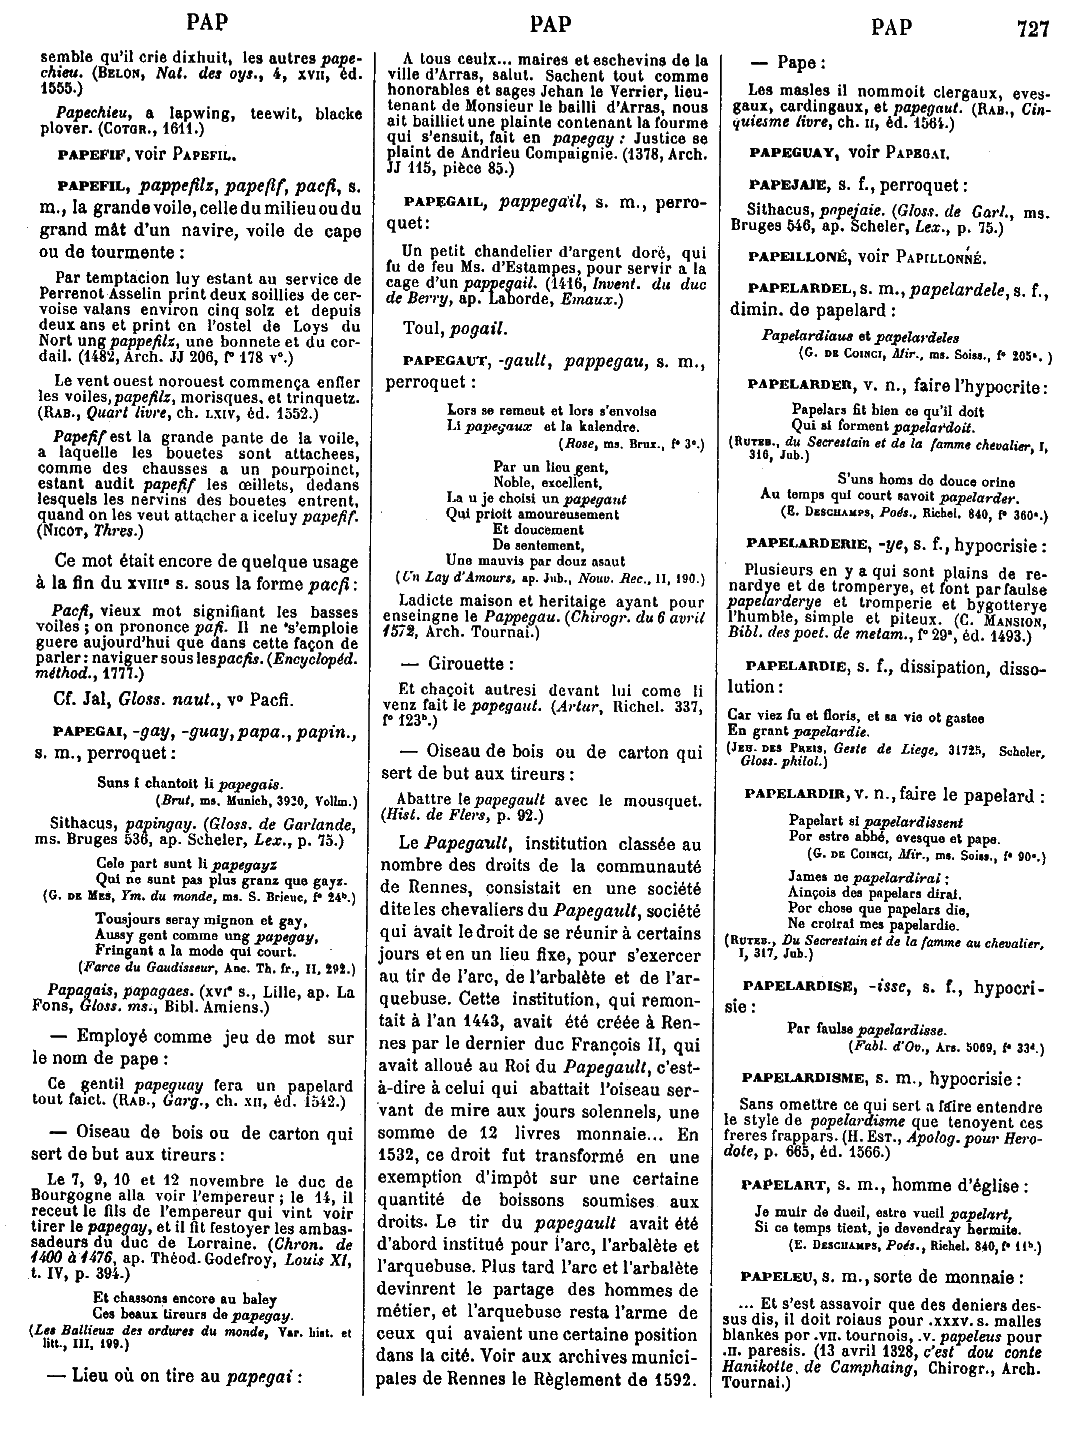 PAP
PAP
PAP
727
semble qu'il crie dixhuit, les autres pape-
chieu. (BELON, Nat. des oys., 4, XVII, éd.
1555.)
Papechieu, a lapwing, teewit, blacke
plover. (COTGR., 1611.)
PAPEFIF, voir PAPEFIL.
PAPEFIL, pappefilz, papefif, pacfi, s.
m., la grande voile, celle du milieu ou du
grand mât d'un navire, voile de cape
ou de tourmente :
Par temptacion luy estant au service de
Perrenot Asselin print deux soillies de cer-
voise valans environ cinq solz et depuis
deux ans et print en l'ostel de Loys du
Nort ung pappefilz, une bonnete et du cor-
dail. (1482, Arch. JJ 206, f° 178 v°.)
Le vent ouest norouest commença enfler
les voiles, papefilz, morisques, et trinquetz.
(RAB., Quart livre, ch. LXIV, éd. 1552.)
Papefif est la grande pante de la voile,
a laquelle les bouetes sont attachees,
comme des chausses a un pourpoinct,
estant audit papefif les œillets, dedans
lesquels les nervins des bouetes entrent,
quand on les veut attacher a iceluy papefif.
(NICOT, Thres.)
Ce mot était encore de quelque usage
à la fin du XVIIIe s. sous la forme pacfi :
Pacfi, vieux mot signifiant les basses
voiles ; on prononce pafi. Il ne s'emploie
guere aujourd'hui que dans cette façon de
parler : naviguer sous les pacfis. (Encyclopéd.
méthod., 1777.)
Cf. Jal, Gloss. naut., v° Pacfi.
PAPEGAI, -gay, -guay, papa., papin.,
s. m., perroquet :
Suns i chantoit li papegais.
(Brut, ms. Munich, 3920, Vollm.)
Sithacus, papingay. (Gloss. de Garlande,
ms. Bruges 536, ap. Scheler, Lex., p. 75.)
Cele part sunt li papegayz
Qui ne sunt pas plus granz que gayz.
(G. DE MES, Ym. du monde, ms. S. Brieuc, f° 24b.)
Tousjours seray mignon et gay,
Aussy gent comme ung papegay,
Fringant a la mode qui court.
(Farce du Gaudisseur, Anc. Th. fr., II, 292.)
Papagais, papagaes. (XVIe s., Lille, ap. La
Fons, Gloss. ms., Bibl. Amiens.)
— Employé comme jeu de mot sur
le nom de pape :
Ce gentil papeguay fera un papelard
tout faict. (RAB., Garg., ch. XII, éd. 1542.)
— Oiseau de bois ou de carton qui
sert de but aux tireurs :
Le 7, 9, 10 et 12 novembre le duc de
Bourgogne alla voir l'empereur ; le 14, il
receut le fils de l'empereur qui vint voir
tirer le papegay, et il fit festoyer les ambas-
sadeurs du duc de Lorraine. (Chron. de
1400 à 1476, ap. Théod. Godefroy, Louis XI,
t. IV, p. 394.)
Et chassons encore au baley
Ces beaux tireurs de papegay.
(Les Ballieux des ordures du monde, Var. hist. et
litt., III, 199.)
— Lieu où on tire au papegai :
A tous ceulx... maires et eschevins de la
ville d'Arras, salut. Sachent tout comme
honorables et sages Jehan le Verrier, lieu-
tenant de Monsieur le bailli d'Arras, nous
ait bailliet une plainte contenant la fourme
qui s'ensuit, fait en papegay : Justice se
plaint de Andrieu Compaignie. (1378, Arch.
JJ 115, pièce 85.)
PAPEGAIL, pappegaïl, s. m., perro-
quet :
Un petit chandelier d'argent doré, qui
fu de feu Ms. d'Estampes, pour servir a la
cage d'un pappegail. (1416, Invent. du duc
de Berry, ap. Laborde, Emaux.)
Toul, pogail.
PAPEGAUT, -gault, pappegau, s. m.,
perroquet :
Lors se remeut et lors s'envoise
Li papegaux et la kalendre.
(Rose, ms. Brux., f° 3a.)
Par un lieu gent,
Noble, excellent,
La u je choisi un papegaut
Qui prioit amoureusement
Et doucement
De sentement,
Une mauvis par douz asaut
(Un Lay d'Amours, ap. Jub., Nouv. Rec., II, 190.)
Ladicte maison et heritaige ayant pour
enseingne le Pappegau. (Chirogr. du 6 avril
1572, Arch. Tournai.)
— Girouette :
Et chaçoit autresi devant lui come li
venz fait le papegaut. (Artur, Richel. 337,
f° 123b.)
— Oiseau de bois ou de carton qui
sert de but aux tireurs :
Abattre le papegault avec le mousquet.
(Hist. de Flers, p. 92.)
Le Papegault, institution classée au
nombre des droits de la communauté
de Rennes, consistait en une société
dite les chevaliers du Papegault, société
qui avait le droit de se réunir à certains
jours et en un lieu fixe, pour s'exercer
au tir de l'arc, de l'arbalète et de l'ar-
quebuse. Cette institution, qui remon-
tait à l'an 1443, avait été créée à Ren-
nes par le dernier duc François II, qui
avait alloué au Roi du Papegault, c'est-
à-dire à celui qui abattait l'oiseau ser-
vant de mire aux jours solennels, une
somme de 12 livres monnaie... En
1532, ce droit fut transformé en une
exemption d'impôt sur une certaine
quantité de boissons soumises aux
droits. Le tir du papegault avait été
d'abord institué pour l'arc, l'arbalète et
l'arquebuse. Plus tard l'arc et l'arbalète
devinrent le partage des hommes de
métier, et l'arquebuse resta l'arme de
ceux qui avaient une certaine position
dans la cité. Voir aux archives munici-
pales de Rennes le Règlement de 1592.
— Pape :
Les masles il nommoit clergaux, eves-
gaux, cardingaux, et papegaut. (RAB., Cin-
quiesme livre, ch. II, éd. 1564.)
PAPEGUAY, voir PAPEGAI.
PAPEJAIE, s. f., perroquet :
Sithacus, papejaie. (Gloss. de Garl., ms.
Bruges 546, ap. Scheler, Lex., p. 75.)
PAPEILLONÉ, voir PAPILLONNÉ.
PAPELARDEL, s. m., papelardele, s. f.,
dimin. de papelard :
Papelardiaus et papelardeles
(G. DE COINCI, Mir., ms. Soiss., f° 205a. )
PAPELARDER, v. n., faire l'hypocrite :
Papelars fit bien ce qu'il doit
Qui si forment papelardoit.
(RUTEB., du Secrestain et de la famme chevalier, I,
316, Jub.)
S'uns homs de douce orine
Au temps qui court savoit papelarder.
(E. DESCHAMPS, Poés., Richel. 840, f° 360a.)
PAPELARDERIE, -ye, s. f., hypocrisie :
Plusieurs en y a qui sont plains de re-
nardye et de tromperye, et font par faulse
papelarderye et tromperie et bygotterye
l'humble, simple et piteux. (C. MANSION,
Bibl. des poet. de metam., f° 29a, éd. 1493.)
PAPELARDIE, s. f., dissipation, disso-
lution :
Car viez fu et floris, et sa vie ot gastee
En grant papelardie.
(JEH. DES PREIS, Geste de Liege, 31725, Scheler,
Gloss. philol.)
PAPELARDIR, v. n., faire le papelard :
Papelart si papelardissent
Por estre abbé, evesque et pape.
(G. DE COINCI, Mir., ms. Soiss., f° 90a.)
James ne papelardirai ;
Ainçois des papelars dirai,
Por chose que papelars die,
Ne croirai mes papelardie.
(RUTEB., Du Secrestain et de la famme au chevalier,
I, 317, Jub.)
PAPELARDISE, -isse, s. f., hypocri-
sie :
Par faulse papelardisse.
(Fabl. d'Ov., Ars. 5069, f° 33d.)
PAPELARDISME, s. m., hypocrisie :
Sans omettre ce qui sert a faire entendre
le style de papelardisme que tenoyent ces
freres frappars. (H. EST., Apolog. pour Hero-
dote, p. 665, éd. 1566.)
PAPELART, s. m., homme d'église :
Je muir de dueil, estre vueil papelart,
Si ce temps tient, je devendray hermite.
(E. DESCHAMPS, Poés., Richel. 840, f° 11b.)
PAPELEU, s. m., sorte de monnaie :
... Et s'est assavoir que des deniers des-
sus dis, il doit roiaus pour .xxxv. s. malles
blankes por .vii. tournois, .v. papeleus pour
.ii. paresis. (13 avril 1328, c'est dou conte
Hanikotte de Camphaing, Chirogr., Arch.
Tournai.)